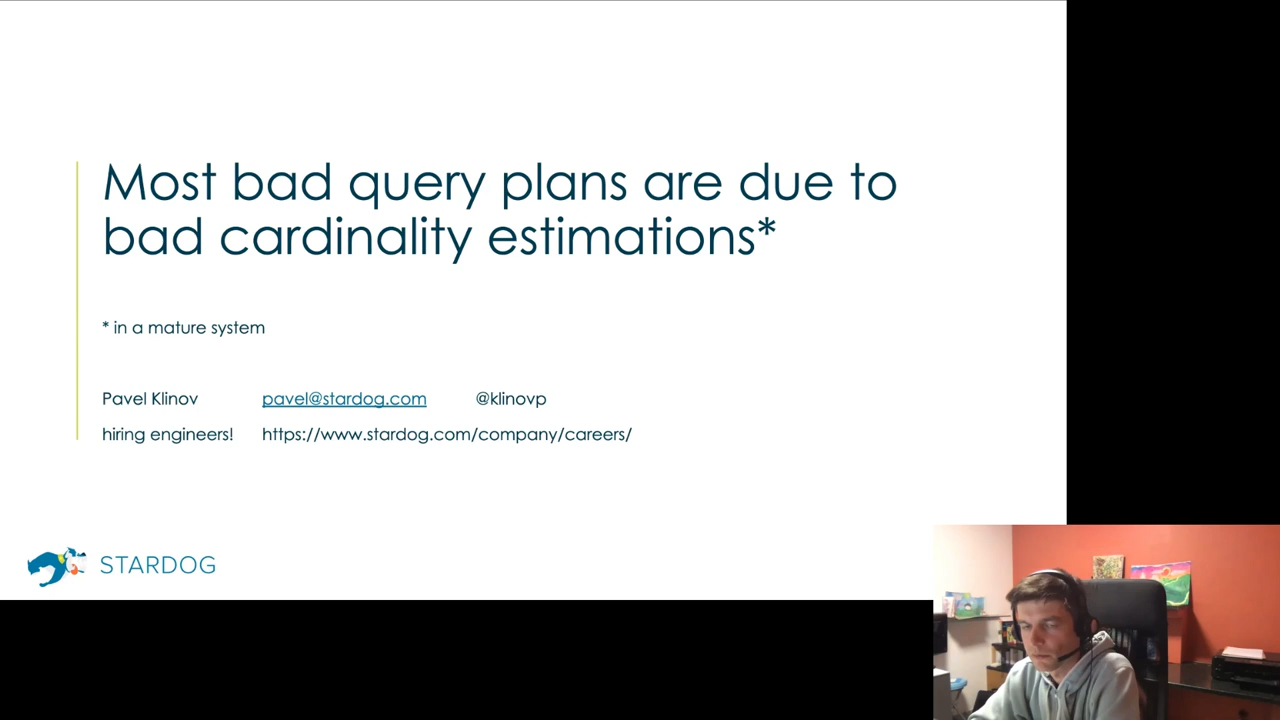 Most bad query plans are due to
bad cardinality estimations*
* in a mature system
Pavel Klinov pavel@stardog.com @klinovp
hiring engineers! https://www.stardog.com/company/careers/
STARDOG